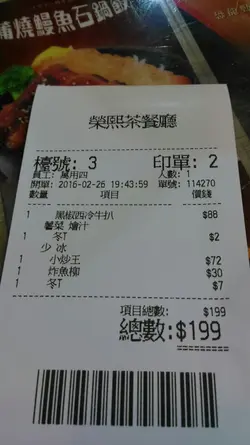 蒲燒鰻魚石鍋飯
榮熙茶餐廳
檯號: 3 印單: 2
員工: 萬用四 人數: 1
開單: 2016-02-26 19:43:59 單號: 114270
數量 項目 價錢
1 黑椒西冷牛扒 $88
薯菜 燴汁
1 冬T $2
少 冰
1 小炒王 $72
1 炸魚柳 $30
1 冬T $7
項目總數: $199
總數:$199